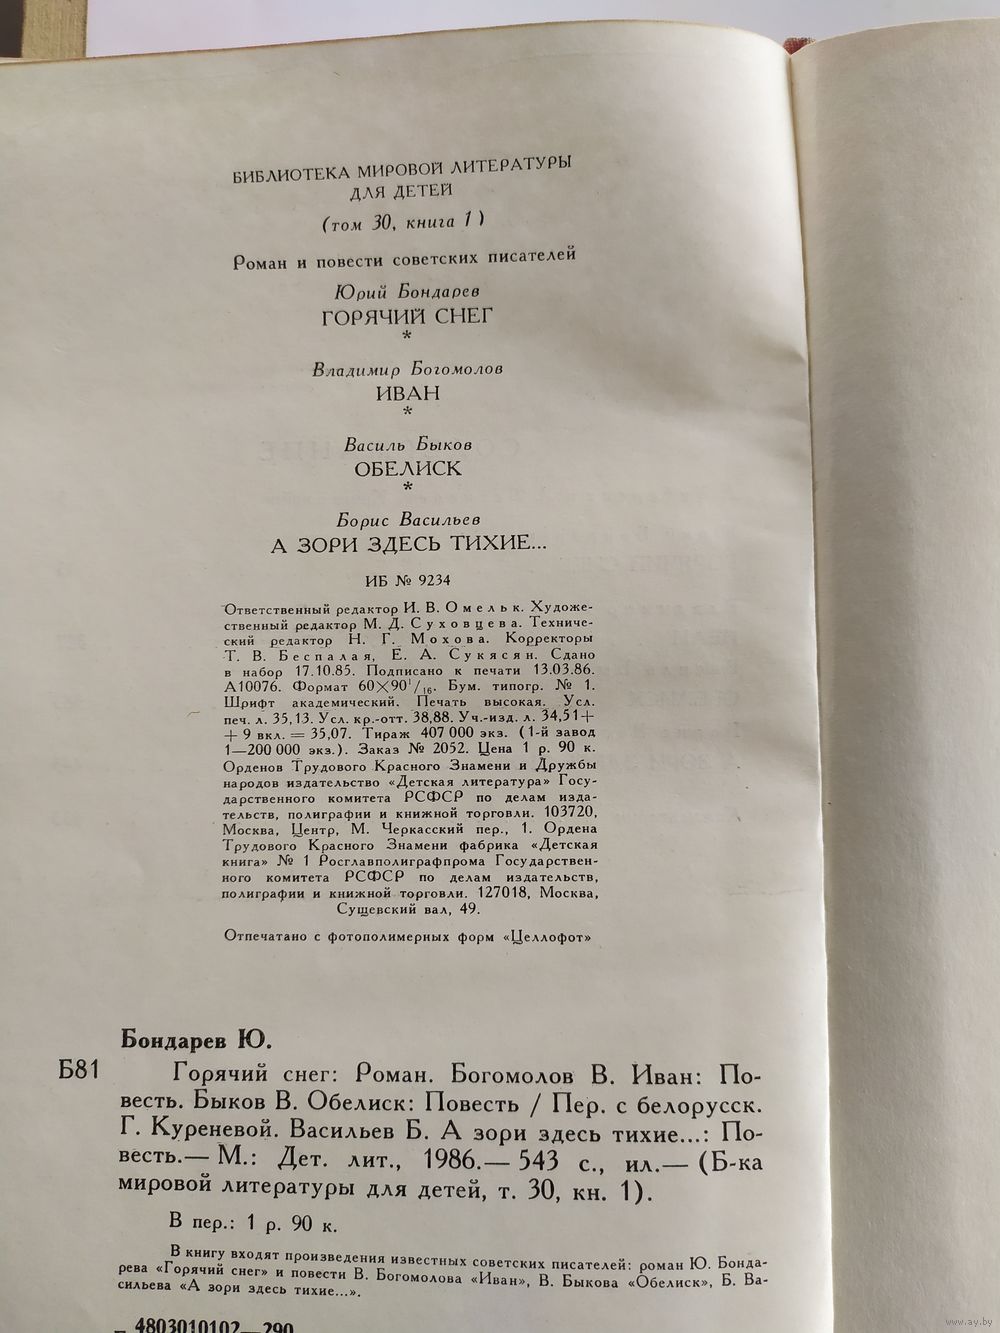 БИБЛИОТЕКА МИРОВОЙ ЛИТЕРАТУРЫ
ДЛЯ ДЕТЕЙ
(том 30, книга 1)
Роман и повести советских писателей
Юрий Бондарев
ГОРЯЧИЙ СНЕГ
*
Владимир Богомолов
ИВАН
*
Василь Быков
ОБЕЛИСК
*
Борис Васильев
А ЗОРИ ЗДЕСЬ ТИХИЕ...
ИБ № 9234
Ответственный редактор И. В. Омельк. Художе-
ственный редактор М. Д. Суховцева. Техниче-
ский редактор Н. Г. Мохова. Корректоры
Т. В. Беспалая, Е. А. Сукясян. Сдано
в набор 17.10.85. Подписано к печати 13.03.86.
А10076. Формат 60×90¹/₁₆. Бум. типогр. № 1.
Шрифт академический. Печать высокая. Усл.
печ. л. 35,13. Усл. кр.-отт. 38,88. Уч.-изд. л. 34,51+
+ 9 вкл. = 35,07. Тираж 407 000 экз. (1-й завод
1—200 000 экз.). Заказ № 2052. Цена 1 р. 90 к.
Орденов Трудового Красного Знамени и Дружбы
народов издательство «Детская литература» Госу-
дарственного комитета РСФСР по делам изда-
тельств, полиграфии и книжной торговли. 103720,
Москва, Центр, М. Черкасский пер., 1. Ордена
Трудового Красного Знамени фабрика «Детская
книга» № 1 Росглавполиграфпрома Государствен-
ного комитета РСФСР по делам издательств,
полиграфии и книжной торговли. 127018, Москва,
Сущевский вал, 49.
Отпечатано с фотополимерных форм «Целлофот»
Бондарев Ю.
Б81 Горячий снег: Роман. Богомолов В. Иван: По-
весть. Быков В. Обелиск: Повесть / Пер. с белорусск.
Г. Куреневой. Васильев Б. А зори здесь тихие...: По-
весть.— М.: Дет. лит., 1986.— 543 с., ил.— (Б-ка
мировой литературы для детей, т. 30, кн. 1).
В пер.: 1 р. 90 к.
В книгу входят произведения известных советских писателей: роман Ю. Бонда-
рева «Горячий снег» и повести В. Богомолова «Иван», В. Быкова «Обелиск», Б. Ва-
сильева «А зори здесь тихие...».
4803010102—290
www.ay.by